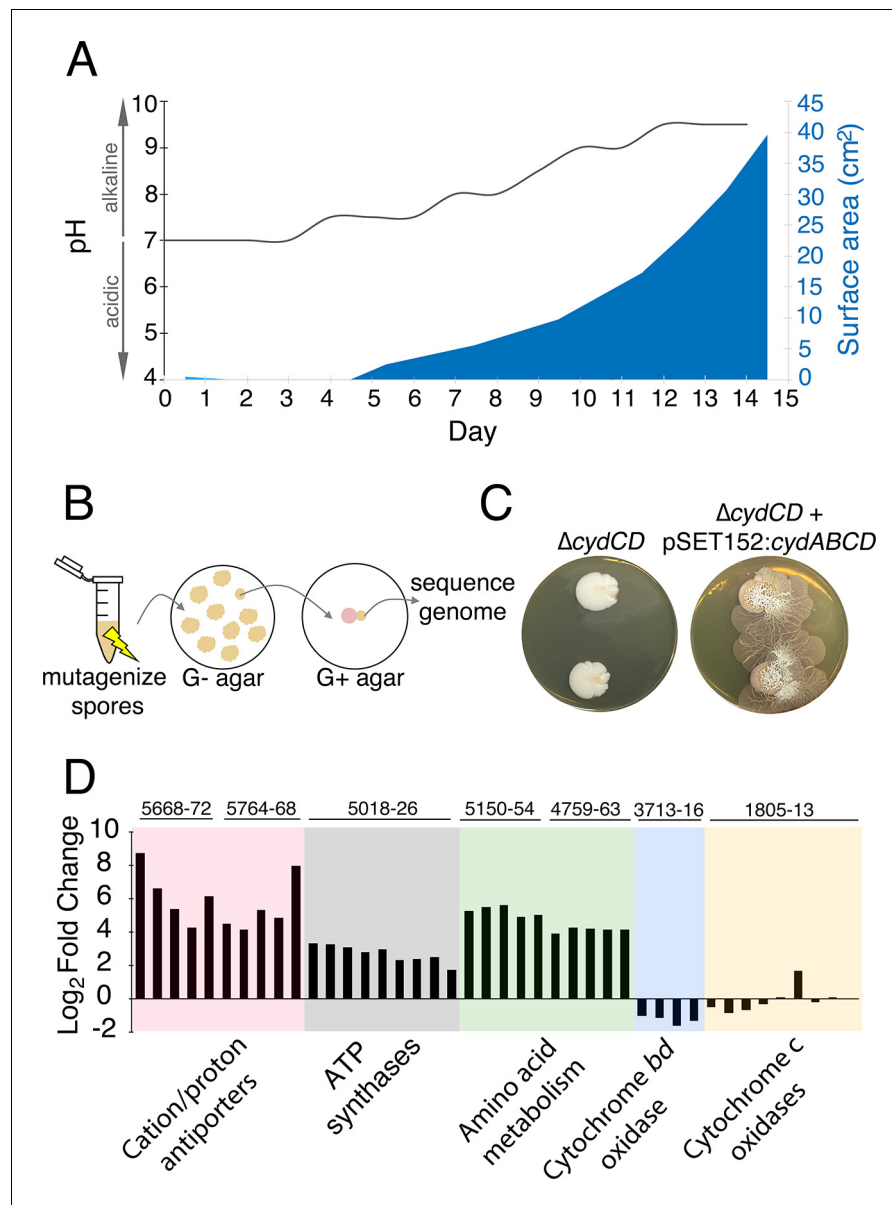 A
10
9
8
7
6
5
4
alkaline
acidic
pH
45
40
35
30
25
20
15
10
5
0
Surface area (cm²)
0 1 2 3 4 5 6 7 8 9 10 11 12 13 14 15
Day
B
mutagenize
spores
G- agar
G+ agar
sequence
genome
C
ΔcydCD
ΔcydCD +
pSET152:cydABCD
D
5668-72 5764-68 5018-26 5150-54 4759-63 3713-16 1805-13
10
8
6
4
2
0
-2
Log₂ Fold Change
Cation/proton
antiporters
ATP
synthases
Amino acid
metabolism
Cytochrome bd
oxidase
Cytochrome c
oxidases